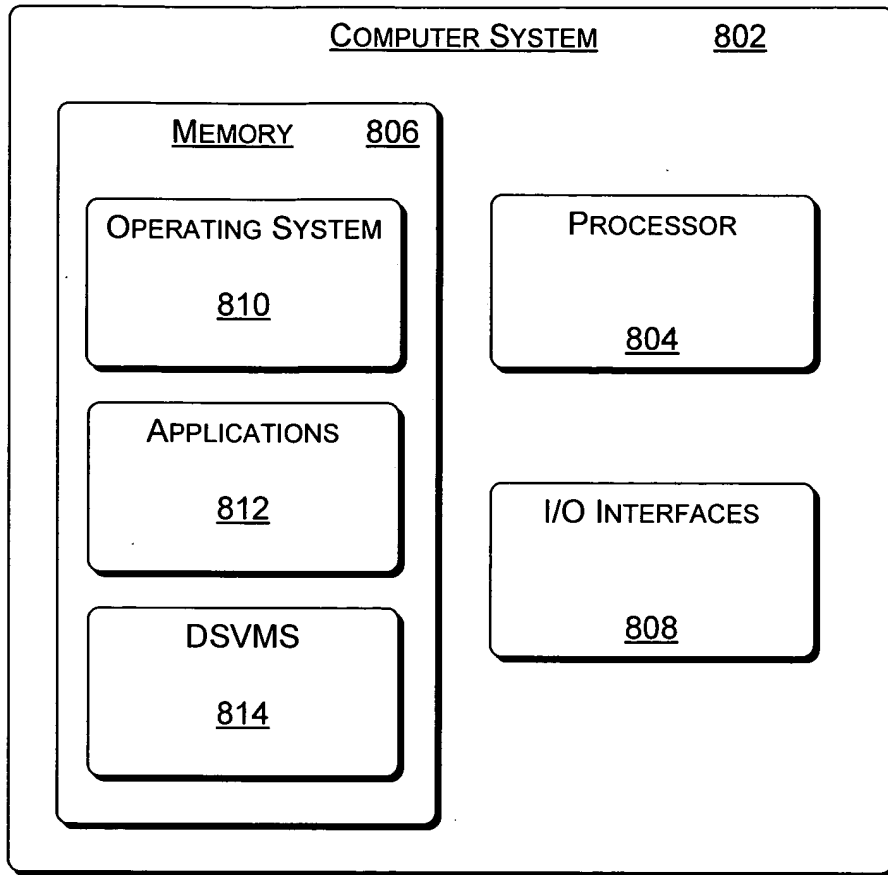 COMPUTER SYSTEM 802
MEMORY 806
OPERATING SYSTEM
810
APPLICATIONS
812
DSVMS
814
PROCESSOR
804
I/O INTERFACES
808